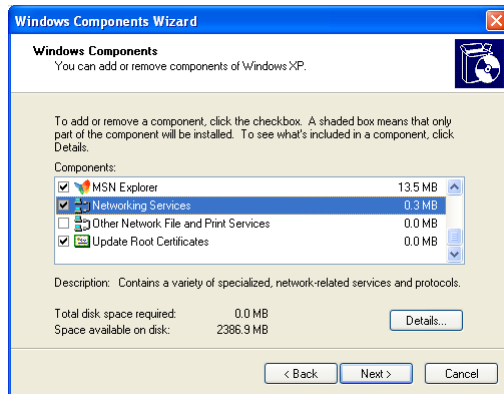 Windows Components Wizard
Windows Components
You can add or remove components of Windows XP.
To add or remove a component, click the checkbox. A shaded box means that only
part of the component will be installed. To see what's included in a component, click
Details.
Components:
MSN Explorer 13.5 MB
Networking Services 0.3 MB
Other Network File and Print Services 0.0 MB
Update Root Certificates 0.0 MB
Description: Contains a variety of specialized, network-related services and protocols.
Total disk space required: 0.0 MB
Space available on disk: 2386.9 MB
Details...
< Back Next > Cancel